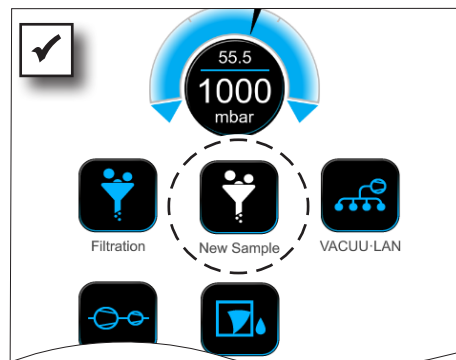 55.5
1000
mbar
Filtration
New Sample
VACUU·LAN